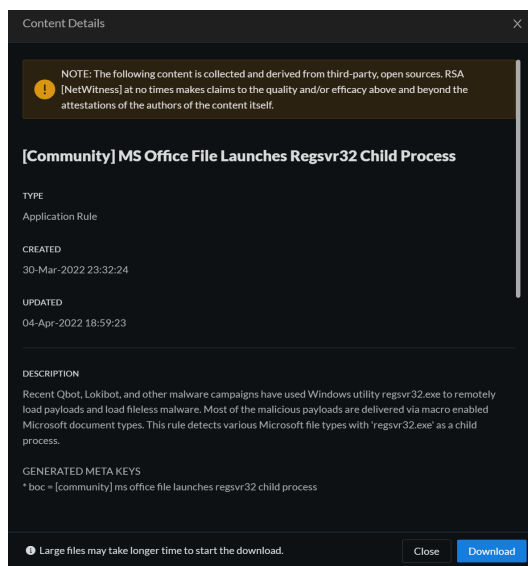 Content Details
NOTE: The following content is collected and derived from third-party, open sources. RSA
[NetWitness] at no times makes claims to the quality and/or efficacy above and beyond the
attestations of the authors of the content itself.
[Community] MS Office File Launches Regsvr32 Child Process
TYPE
Application Rule
CREATED
30-Mar-2022 23:32:24
UPDATED
04-Apr-2022 18:59:23
DESCRIPTION
Recent Qbot, Lokibot, and other malware campaigns have used Windows utility regsvr32.exe to remotely
load payloads and load fileless malware. Most of the malicious payloads are delivered via macro enabled
Microsoft document types. This rule detects various Microsoft file types with 'regsvr32.exe' as a child
process.
GENERATED META KEYS
* boc = [community] ms office file launches regsvr32 child process
Large files may take longer time to start the download.
Close
Download